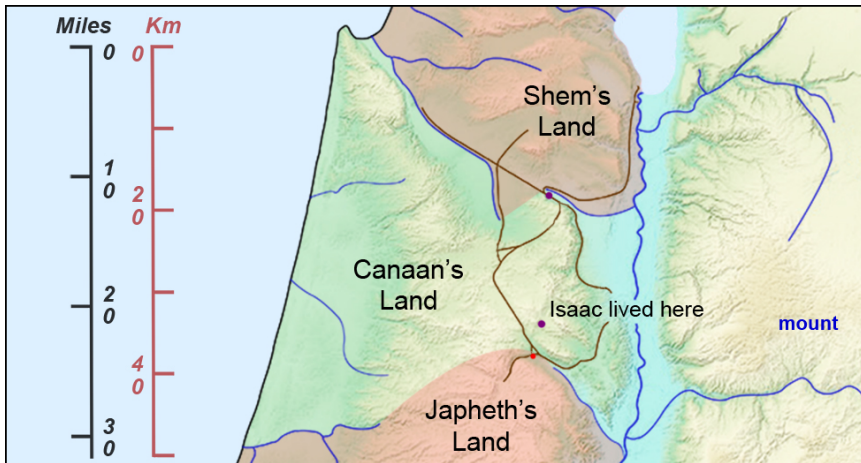 Miles
Km
0
0
1
0
2
0
2
0
4
0
3
0
Shem's
Land
Canaan's
Land
Isaac lived here
mount
Japheth's
Land